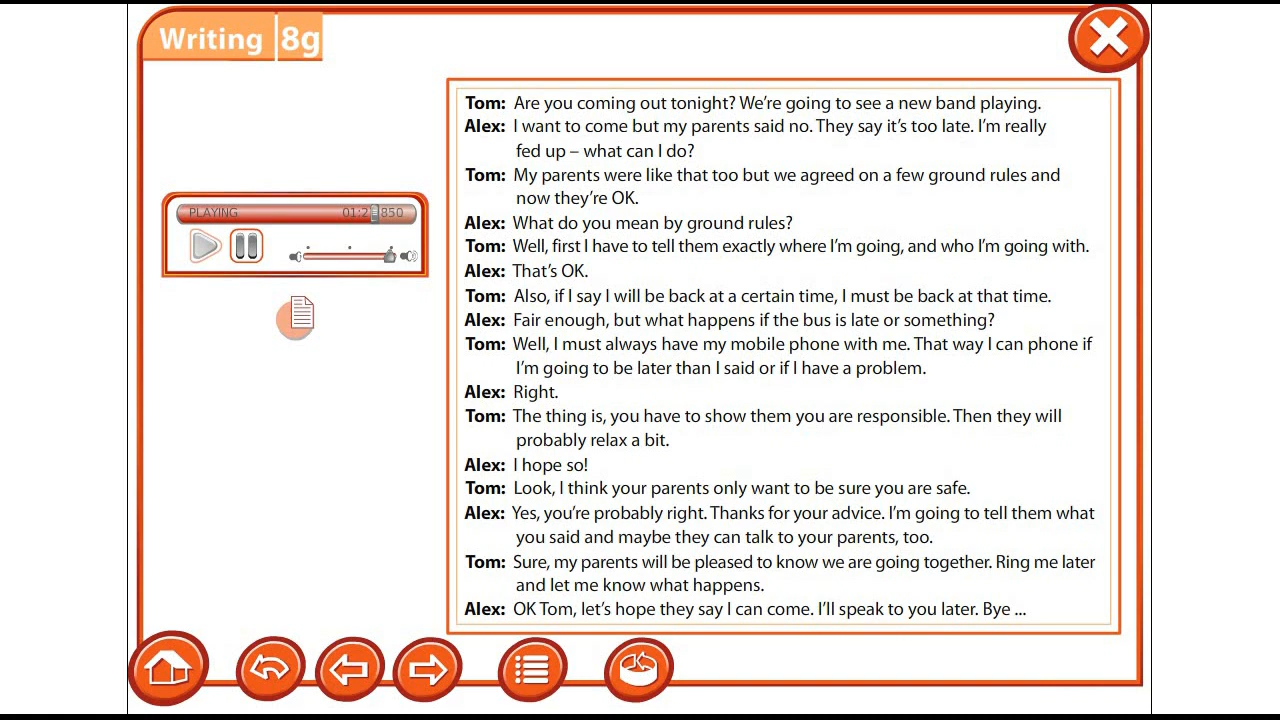 Writing 8g
Tom: Are you coming out tonight? We're going to see a new band playing.
Alex: I want to come but my parents said no. They say it's too late. I'm really
fed up – what can I do?
Tom: My parents were like that too but we agreed on a few ground rules and
now they're OK.
PLAYING 01:2 850
Alex: What do you mean by ground rules?
Tom: Well, first I have to tell them exactly where I'm going, and who I'm going with.
Alex: That's OK.
Tom: Also, if I say I will be back at a certain time, I must be back at that time.
Alex: Fair enough, but what happens if the bus is late or something?
Tom: Well, I must always have my mobile phone with me. That way I can phone if
I'm going to be later than I said or if I have a problem.
Alex: Right.
Tom: The thing is, you have to show them you are responsible. Then they will
probably relax a bit.
Alex: I hope so!
Tom: Look, I think your parents only want to be sure you are safe.
Alex: Yes, you're probably right. Thanks for your advice. I'm going to tell them what
you said and maybe they can talk to your parents, too.
Tom: Sure, my parents will be pleased to know we are going together. Ring me later
and let me know what happens.
Alex: OK Tom, let's hope they say I can come. I'll speak to you later. Bye ...